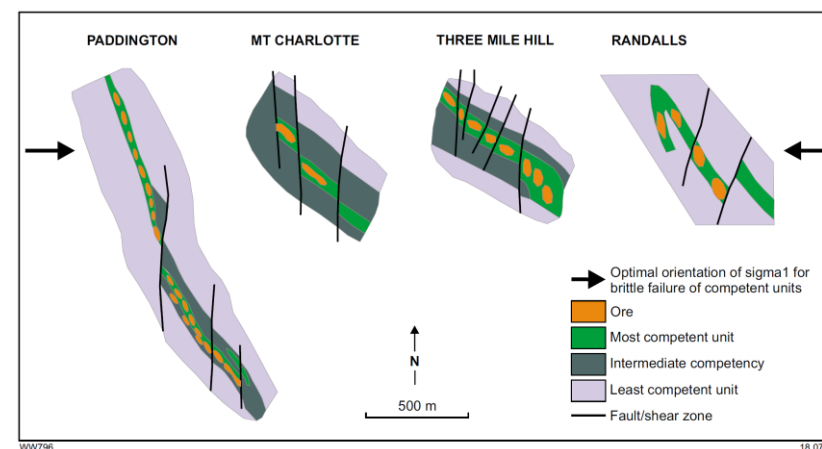 PADDINGTON MT CHARLOTTE THREE MILE HILL RANDALLS
Optimal orientation of sigma1 for
brittle failure of competent units
Ore
Most competent unit
N
Intermediate competency
Least competent unit
500 m
Fault/shear zone
WW796 18.07